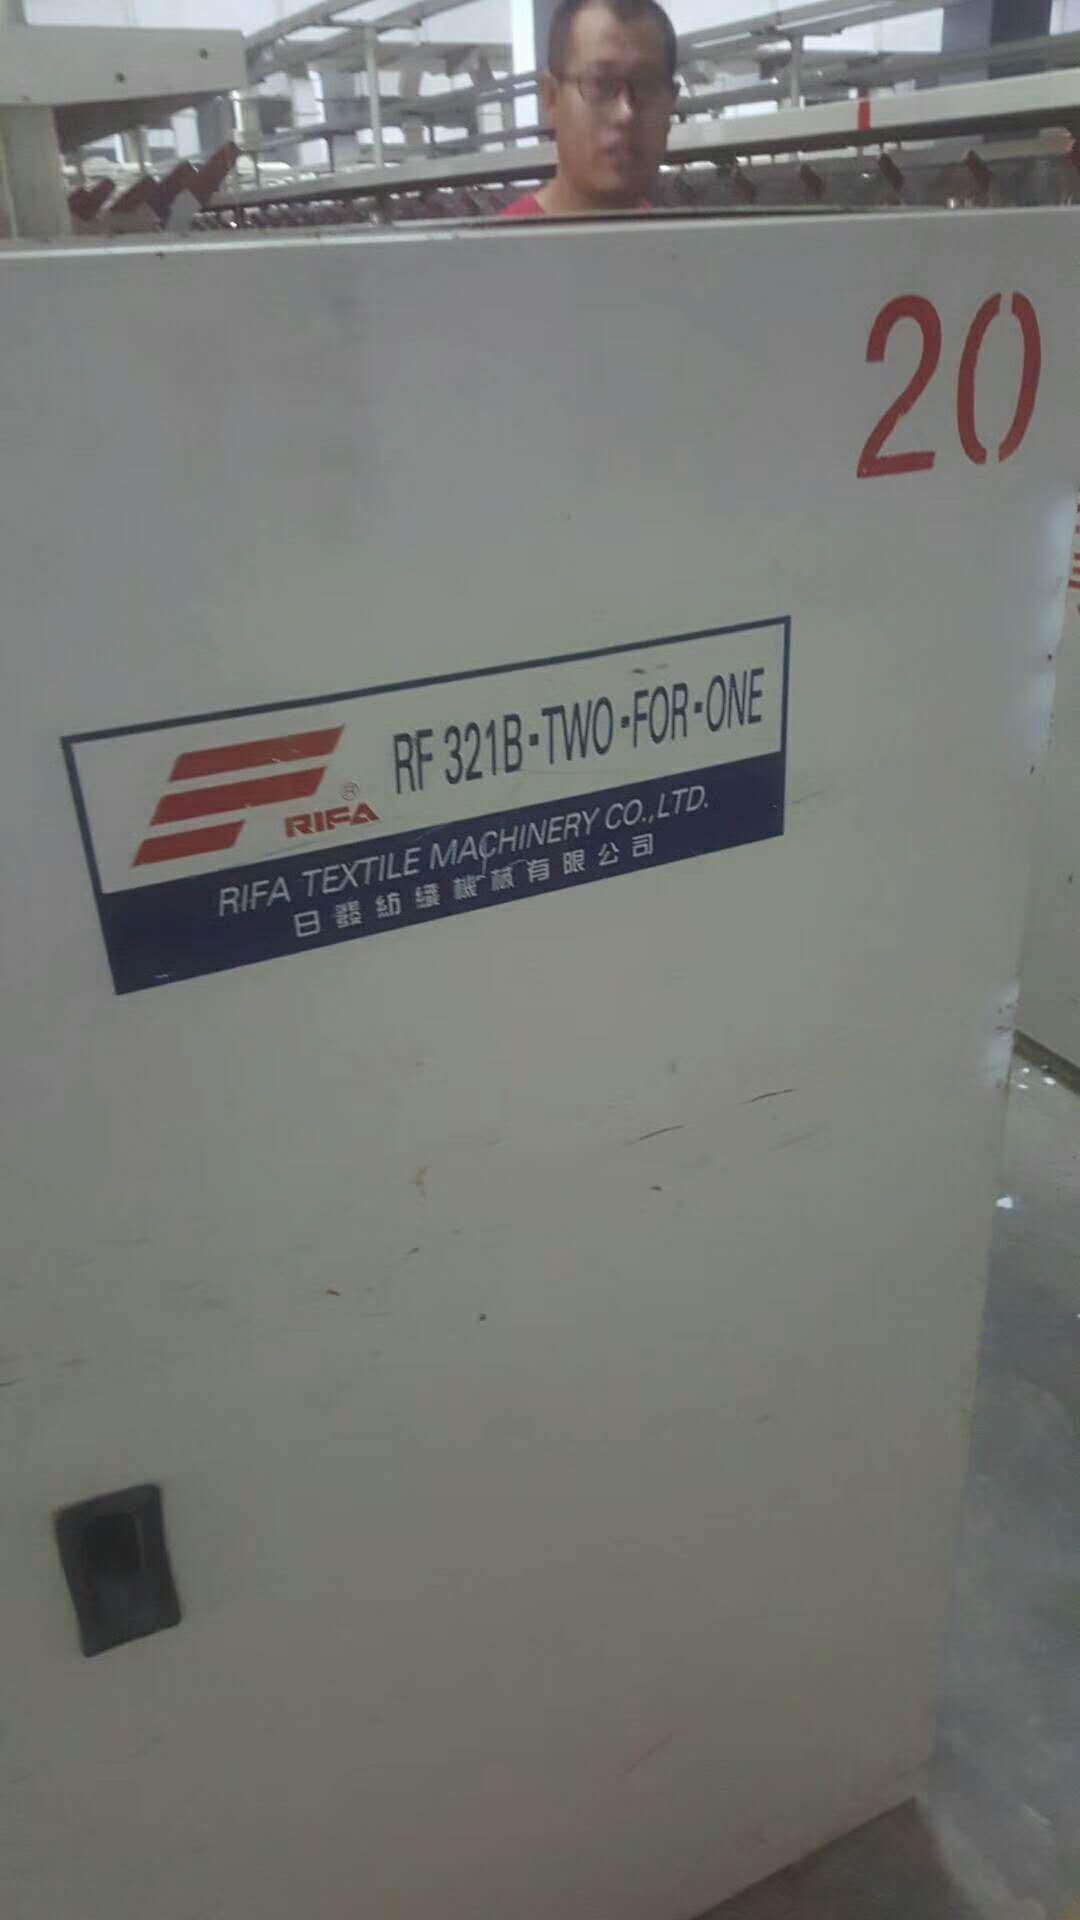 20
RF 321B-TWO-FOR-ONE
® RIFA
RIFA TEXTILE MACHINERY CO., LTD.
日發紡織機械有限公司